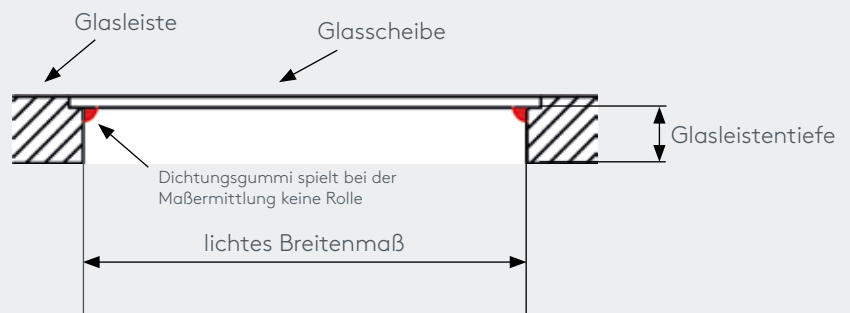 Glasleiste
Glasscheibe
Glasleistentiefe
Dichtungsgummi spielt bei der
Maßermittlung keine Rolle
lichtes Breitenmaß